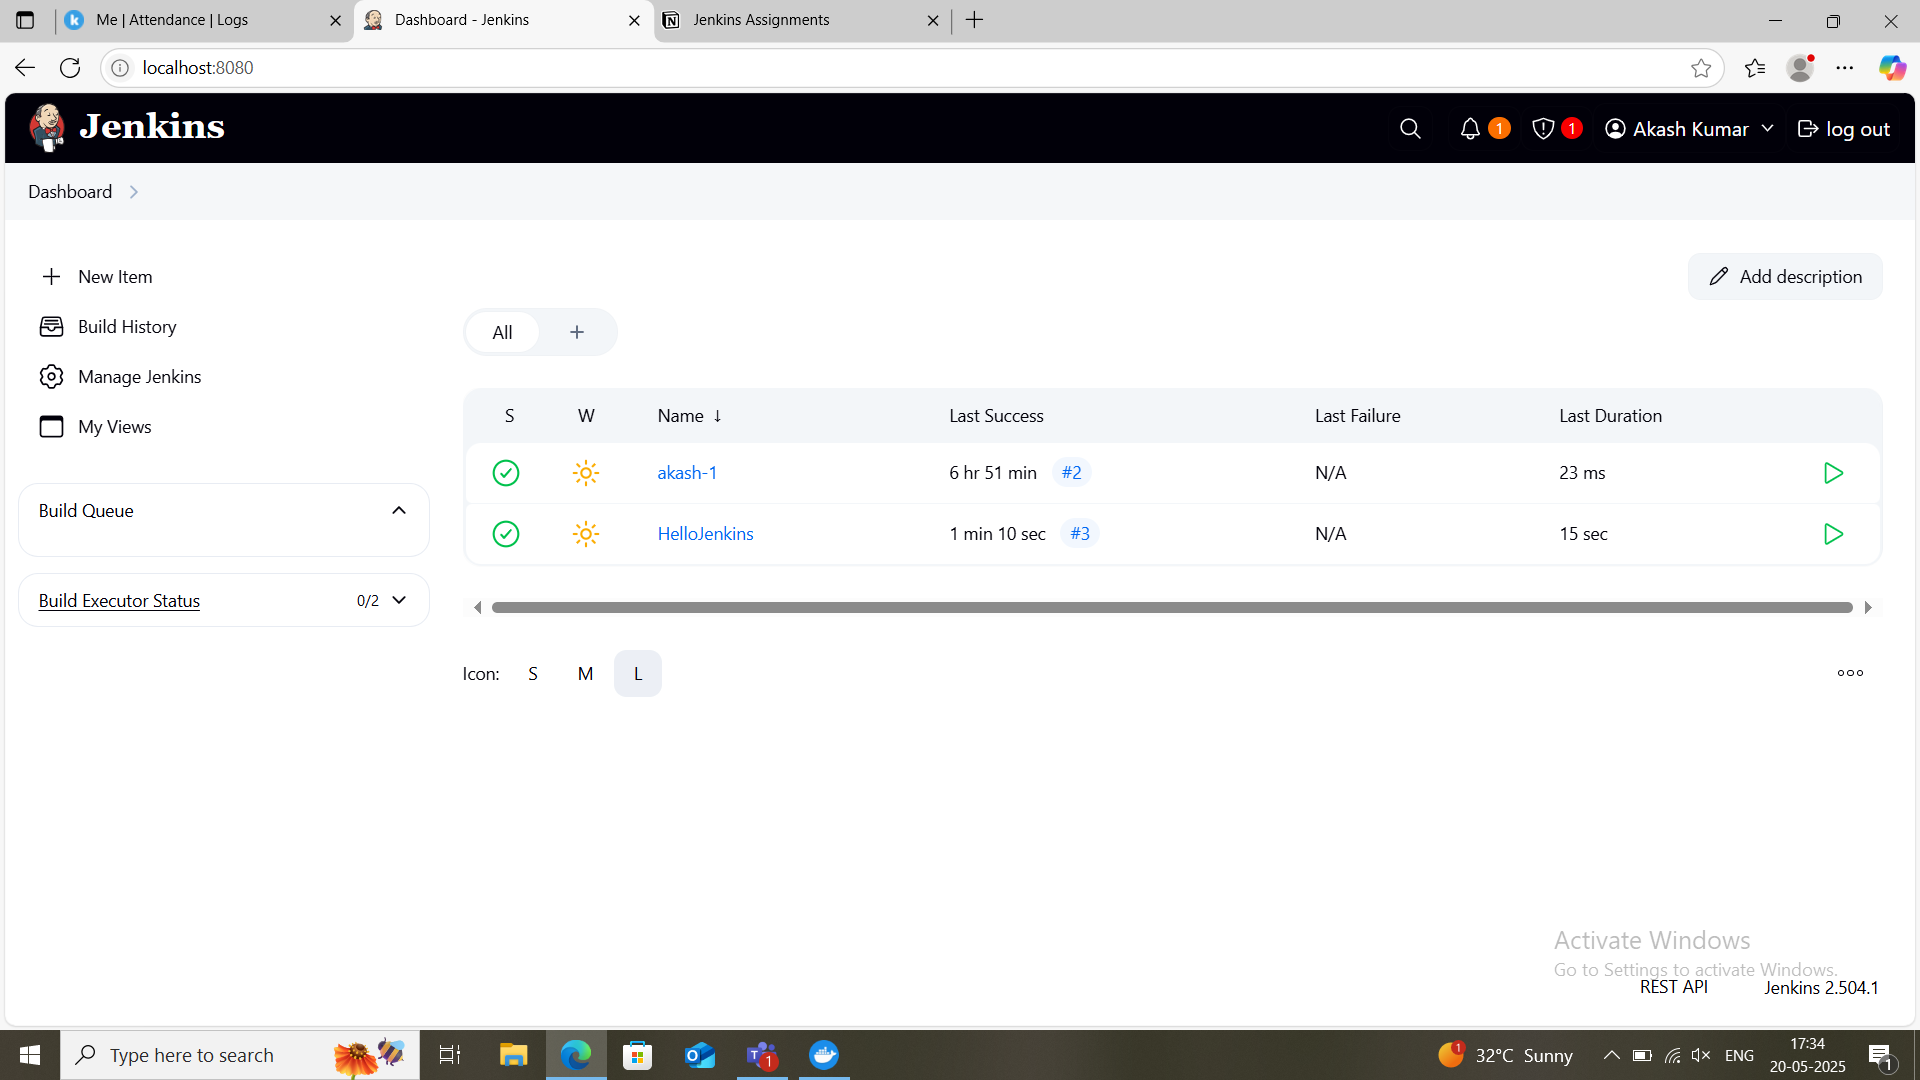 Me | Attendance | Logs
Dashboard - Jenkins
Jenkins Assignments
localhost:8080
Jenkins
1
1
Akash Kumar
log out
Dashboard
New Item
Build History
Manage Jenkins
My Views
Build Queue
Build Executor Status 0/2
Add description
All +
S W Name ↓ Last Success Last Failure Last Duration
akash-1 6 hr 51 min #2 N/A 23 ms
HelloJenkins 1 min 10 sec #3 N/A 15 sec
Icon: S M L
Activate Windows
Go to Settings to activate Windows.
REST API Jenkins 2.504.1
Type here to search
1
1
32°C Sunny
ENG
17:34
20-05-2025
1